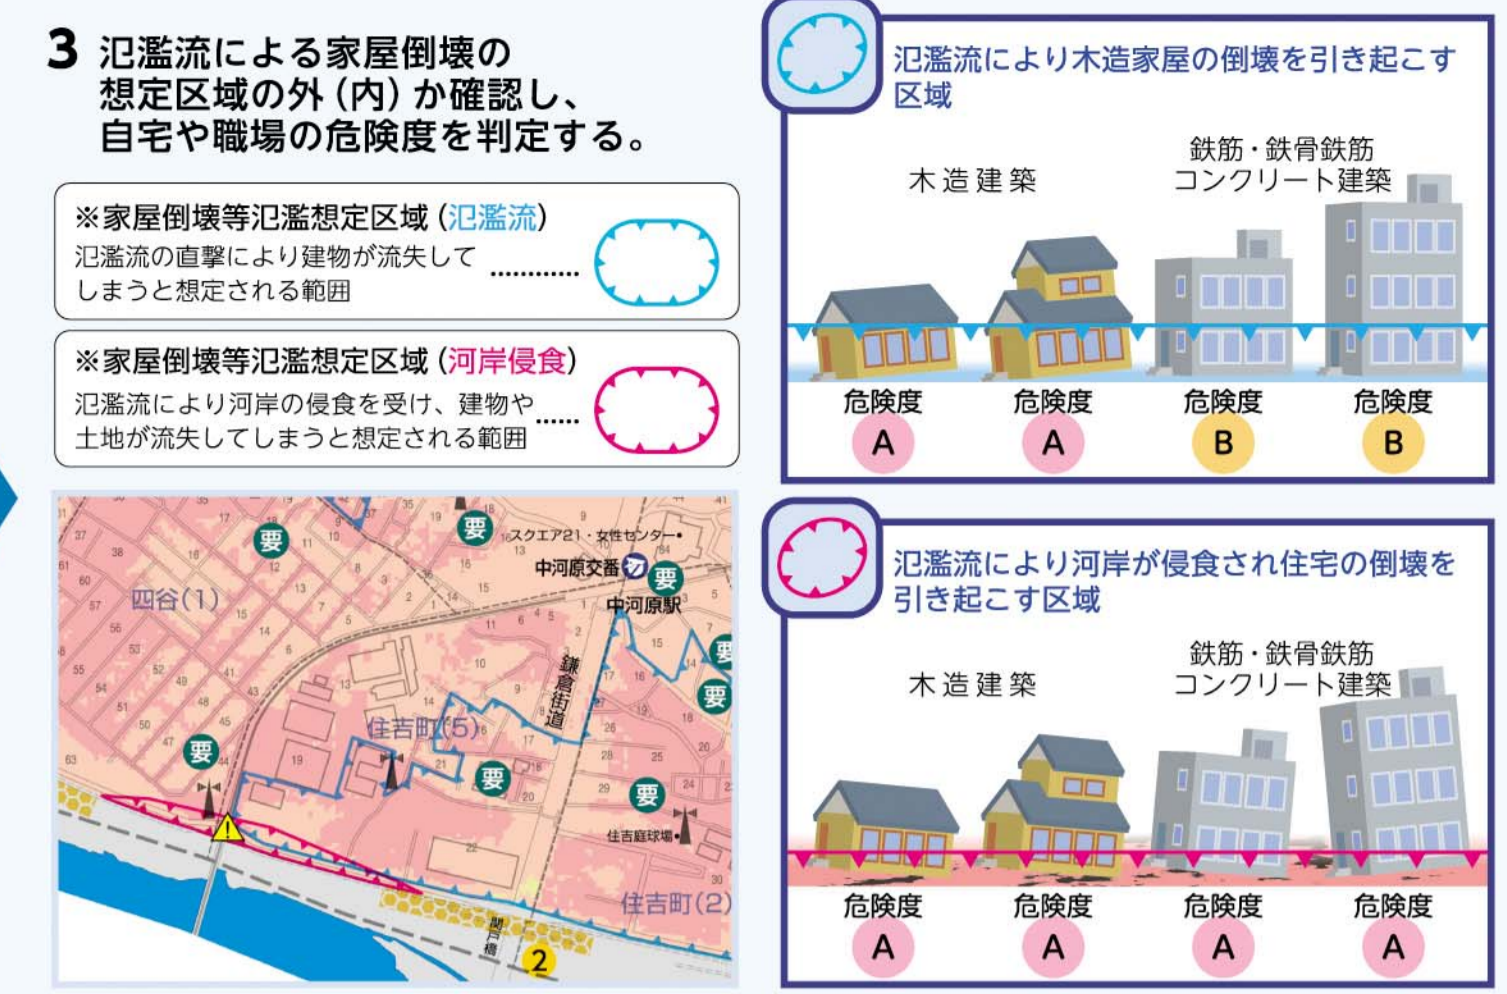 3 氾濫流による家屋倒壊の
想定区域の外(内)か確認し、
自宅や職場の危険度を判定する。
※家屋倒壊等氾濫想定区域(氾濫流)
氾濫流の直撃により建物が流失して
しまうと想定される範囲
※家屋倒壊等氾濫想定区域(河岸侵食)
氾濫流により河岸の侵食を受け、建物や
土地が流失してしまうと想定される範囲
スクエア21・女性センター
中河原交番
中河原駅
四谷(1)
鎌倉街道
住吉町(5)
住吉庭球場
住吉町(2)
関戸橋
2
要
要
要
要
要
要
要
要
氾濫流により木造家屋の倒壊を引き起こす
区域
木造建築
鉄筋・鉄骨鉄筋
コンクリート建築
危険度 危険度 危険度 危険度
A A B B
氾濫流により河岸が侵食され住宅の倒壊を
引き起こす区域
木造建築
鉄筋・鉄骨鉄筋
コンクリート建築
危険度 危険度 危険度 危険度
A A A A